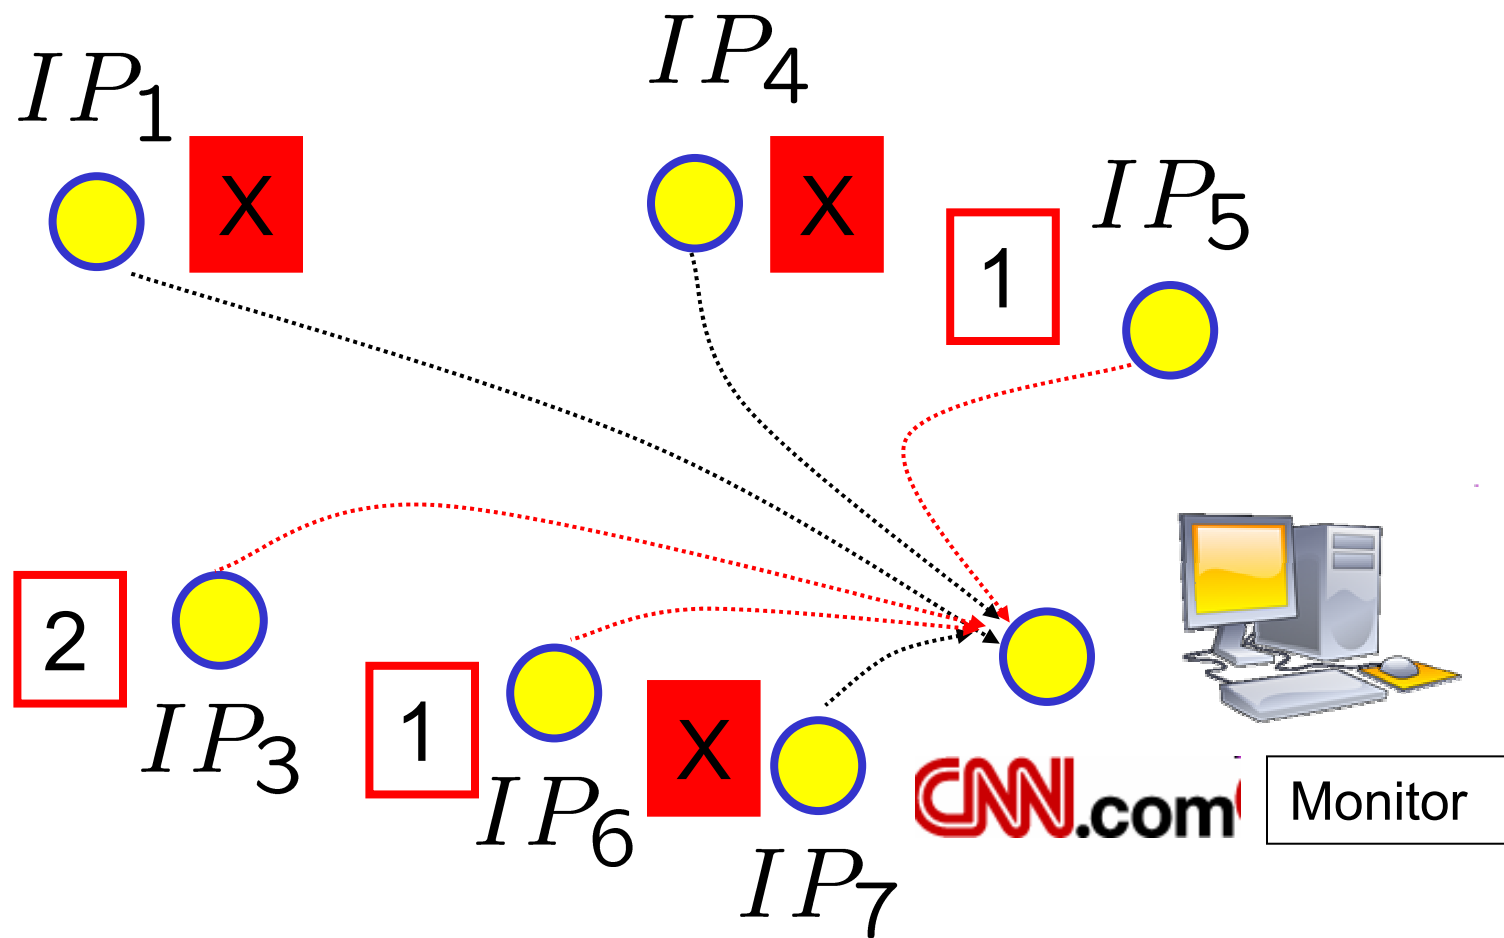 IP₄
IP₁
X
X
IP₅
1
2
1
IP₃
X
IP₆
CNN.com
Monitor
IP₇